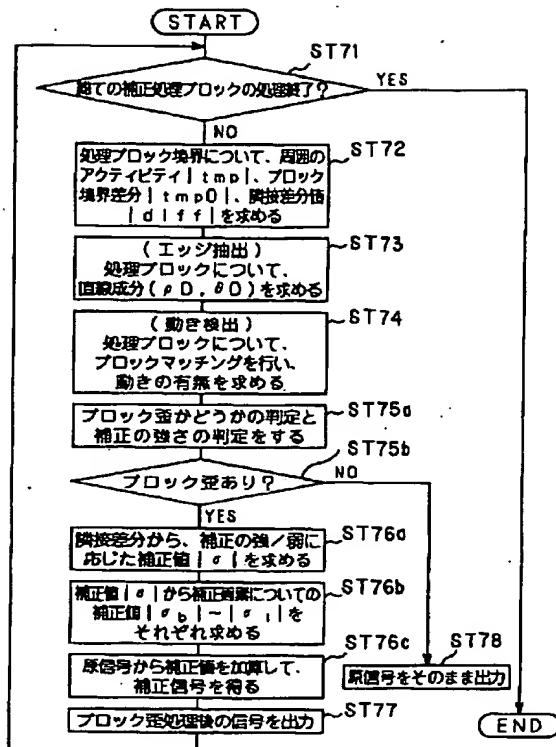 START
ST71
総ての補正処理ブロックの処理終了?
YES
NO
ST72
処理ブロック境界について、周囲の
アクティビティ|tmp|、ブロック
境界差分|tmp0|、隣接差分値
|diff|を求める
ST73
(エッジ抽出)
処理ブロックについて、
直線成分(ρ0,θ0)を求める
ST74
(動き検出)
処理ブロックについて、
ブロックマッチングを行い、
動きの有無を求める
ST75a
ブロック歪かどうかの判定と
補正の強さの判定をする
ST75b
ブロック歪あり?
NO
YES
ST76a
隣接差分から、補正の強/弱に
応じた補正値|σ|を求める
ST76b
補正値|σ|から補正画素についての
補正値|σb|~|σi|を
それぞれ求める
ST76c
原信号から補正値を加算して、
補正信号を得る
ST77
ブロック歪処理後の信号を出力
ST78
原信号をそのまま出力
END